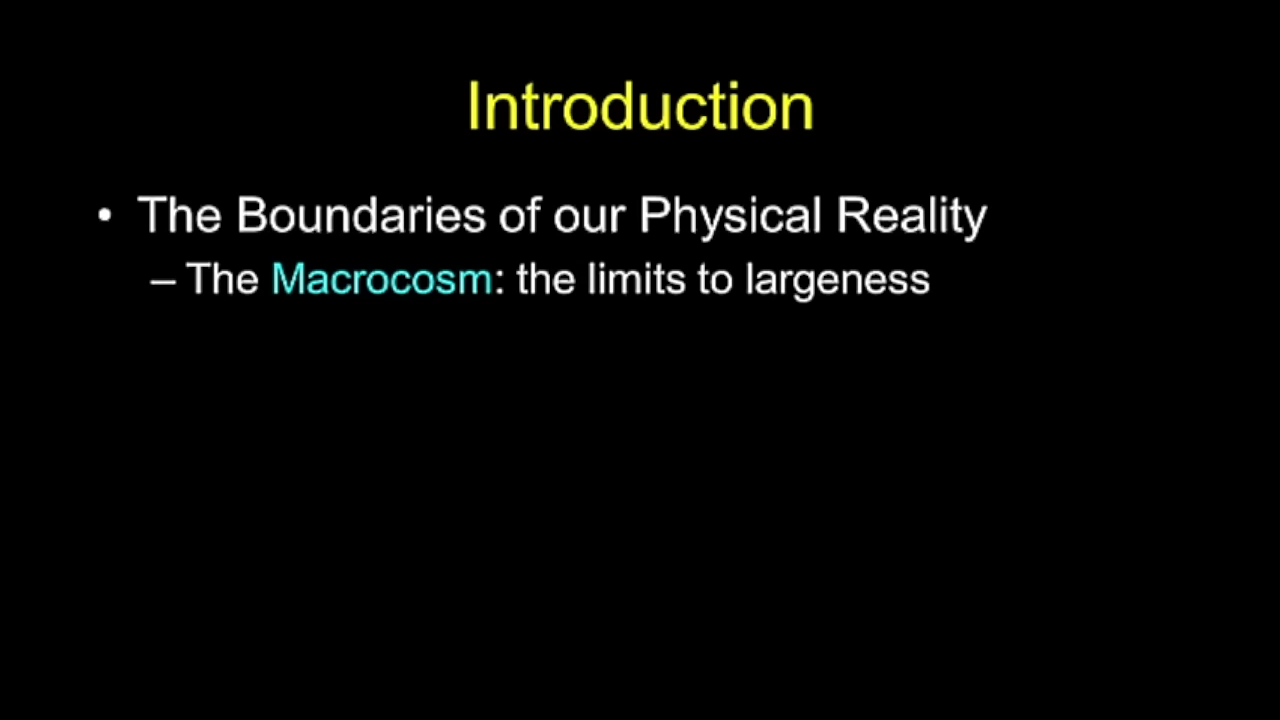 Introduction
• The Boundaries of our Physical Reality
– The Macrocosm: the limits to largeness